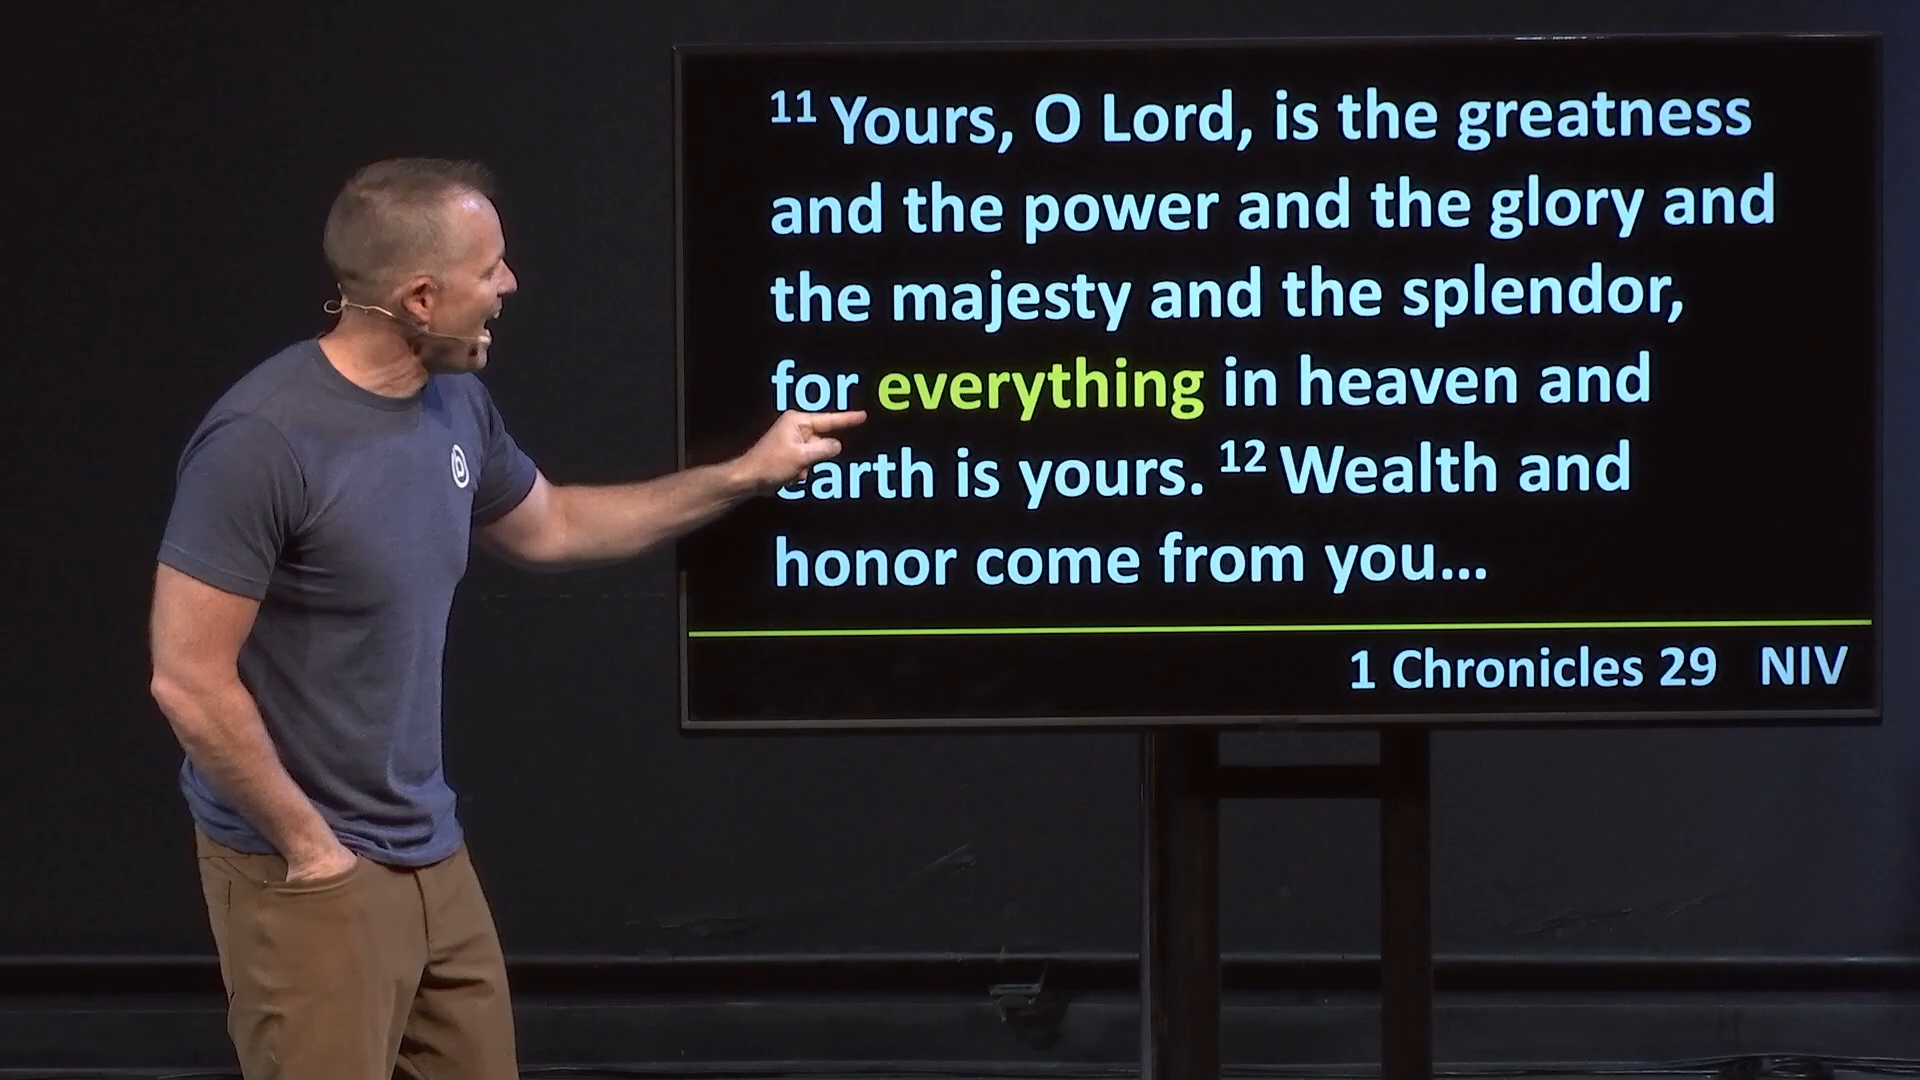 11 Yours, O Lord, is the greatness
and the power and the glory and
the majesty and the splendor,
for everything in heaven and
earth is yours. 12 Wealth and
honor come from you...
1 Chronicles 29 NIV